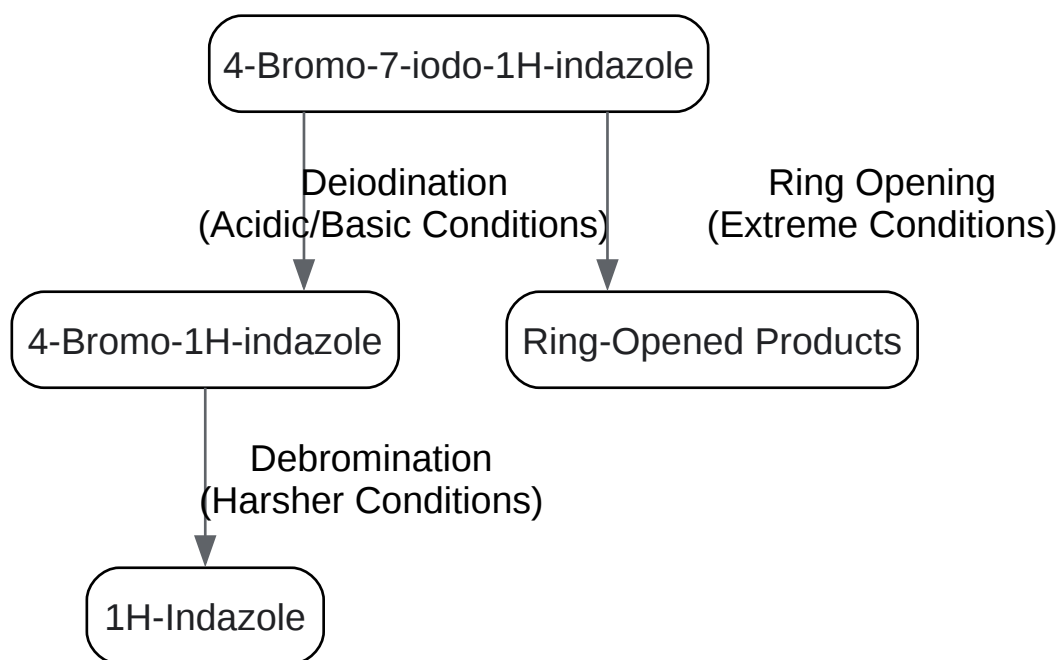 4-Bromo-7-iodo-1H-indazole
Deiodination
(Acidic/Basic Conditions)
Ring Opening
(Extreme Conditions)
4-Bromo-1H-indazole
Ring-Opened Products
Debromination
(Harsher Conditions)
1H-Indazole